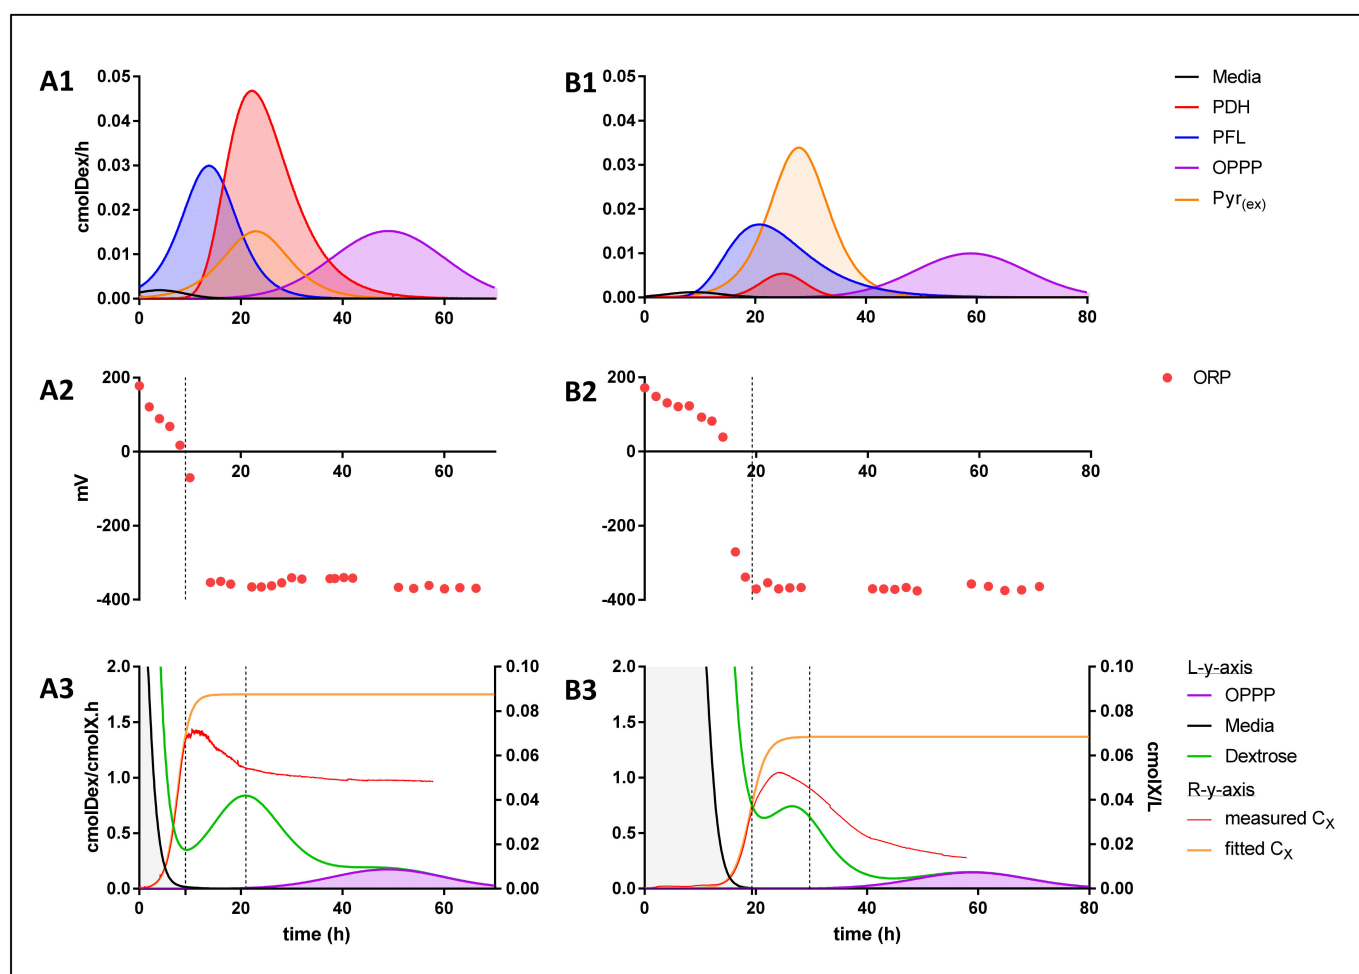 A1
0.05
0.04
0.03
0.02
0.01
0.00
cmolDex/h
0 20 40 60
B1
0.05
0.04
0.03
0.02
0.01
0.00
0 20 40 60 80
Media
PDH
PFL
OPPP
Pyr(ex)
A2
200
0
-200
-400
mV
20 40 60
B2
200
0
-200
-400
20 40 60 80
ORP
A3
2.0
1.5
1.0
0.5
0.0
cmolDex/cmolX.h
0.10
0.08
0.06
0.04
0.02
0.00
0 20 40 60
time (h)
B3
2.0
1.5
1.0
0.5
0.0
0.10
0.08
0.06
0.04
0.02
0.00
cmolX/L
0 20 40 60 80
time (h)
L-y-axis
OPPP
Media
Dextrose
R-y-axis
measured CX
fitted CX